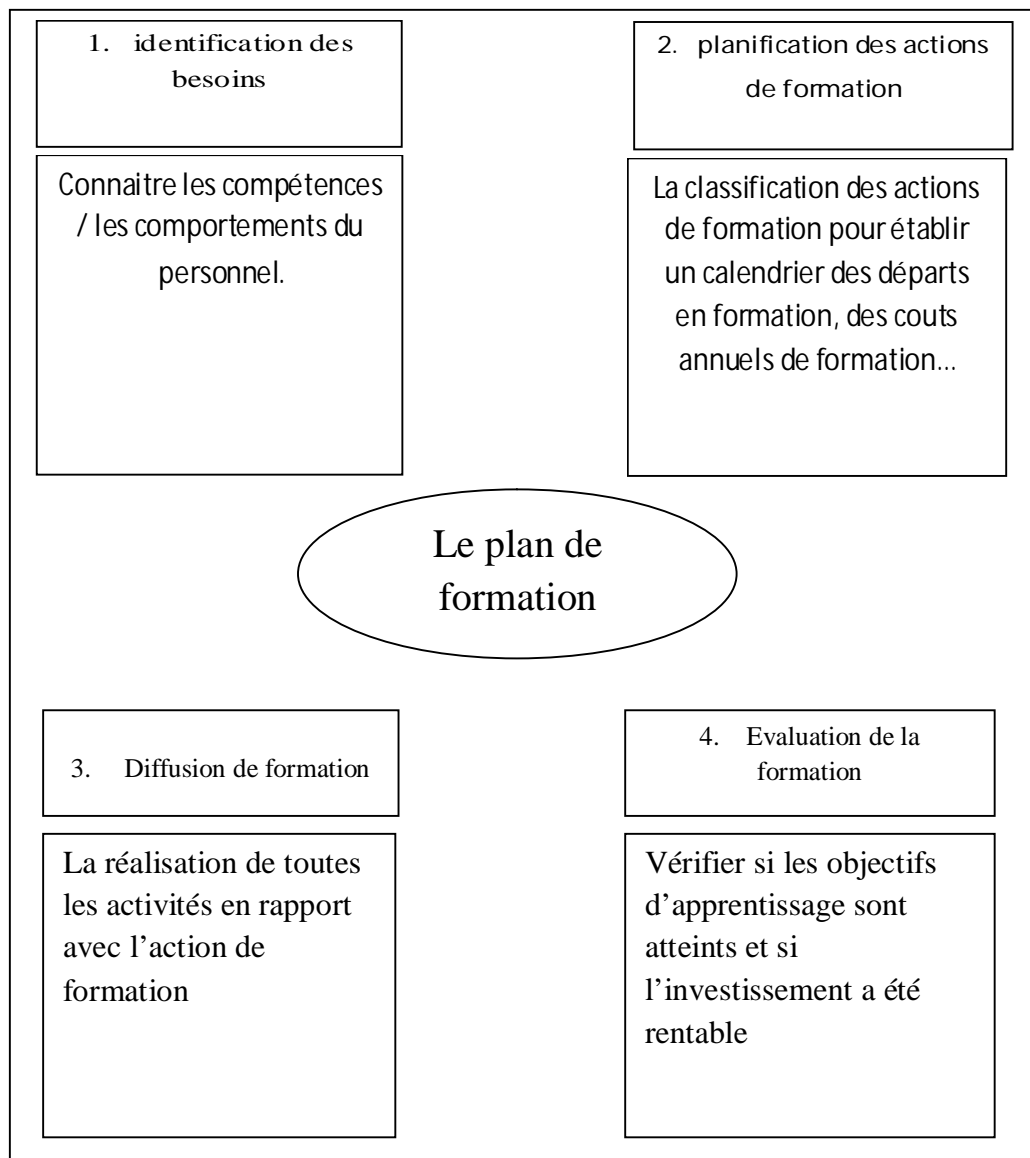 1. identification des
besoins
Connaitre les compétences
/ les comportements du
personnel.
2. planification des actions
de formation
La classification des actions
de formation pour établir
un calendrier des départs
en formation, des couts
annuels de formation...
Le plan de
formation
3. Diffusion de formation
La réalisation de toutes
les activités en rapport
avec l’action de
formation
4. Evaluation de la
formation
Vérifier si les objectifs
d’apprentissage sont
atteints et si
l’investissement a été
rentable